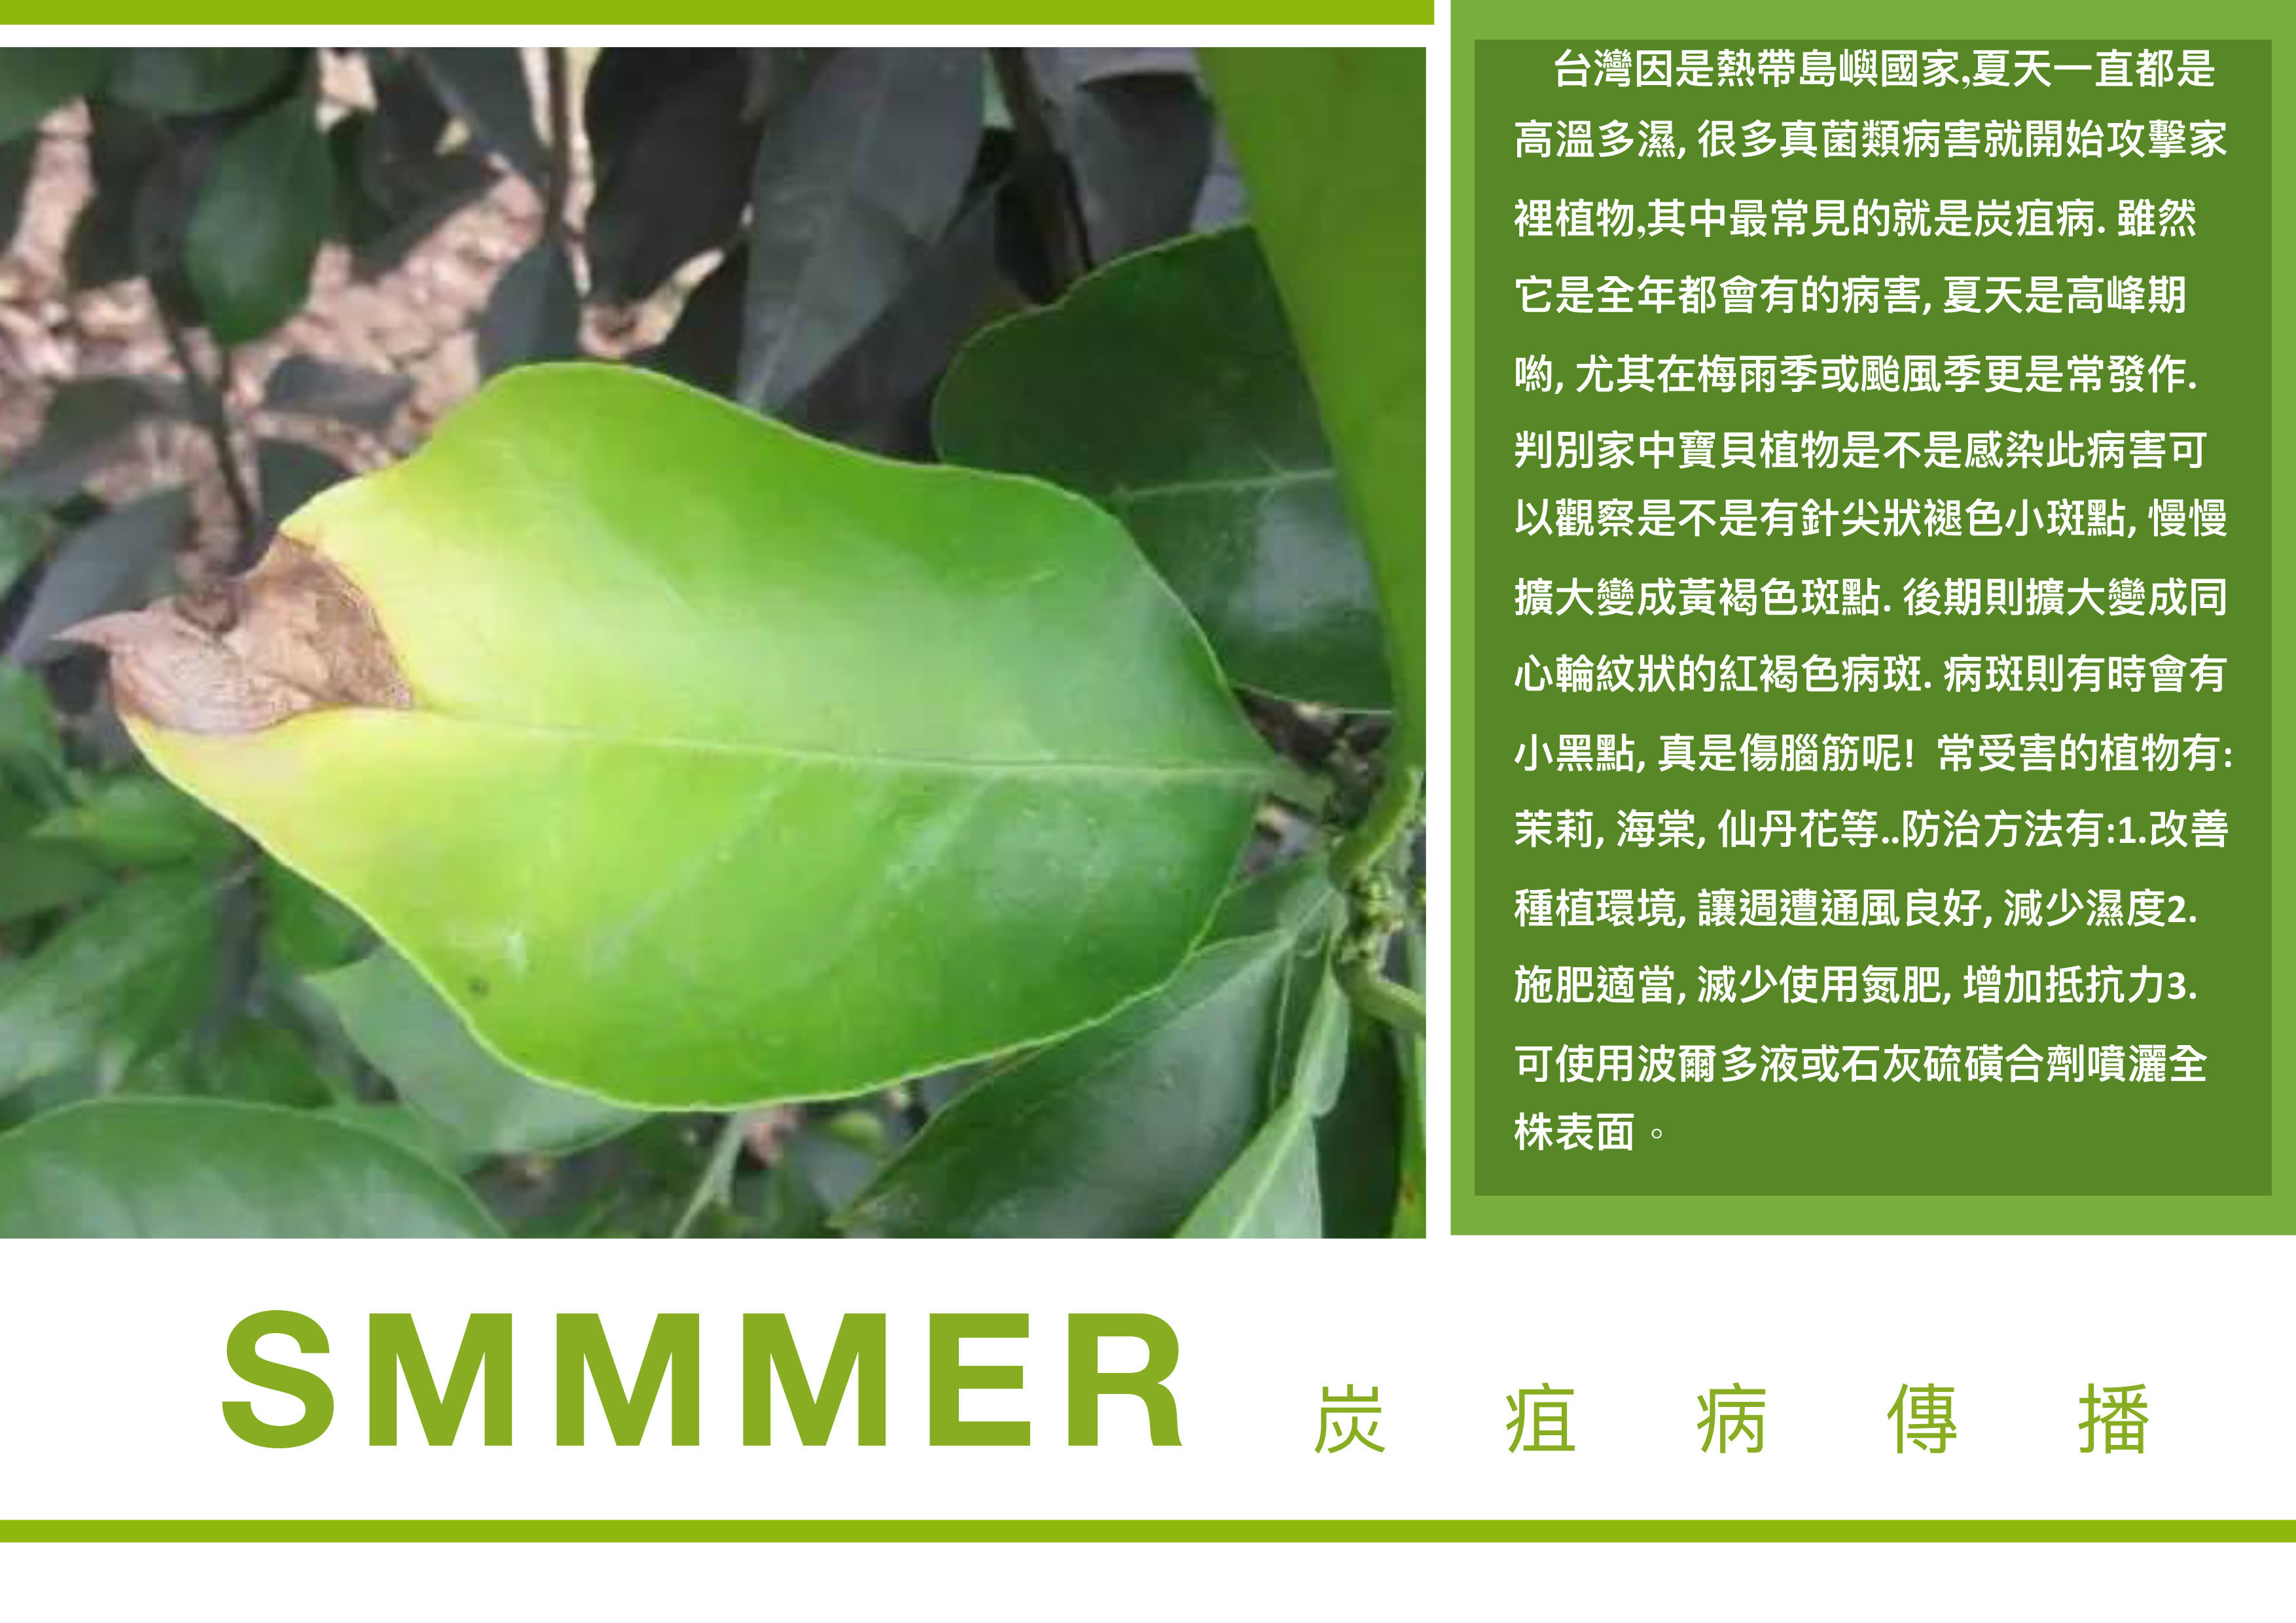 台灣因是熱帶島嶼國家,夏天一直都是
高溫多濕, 很多真菌類病害就開始攻擊家
裡植物,其中最常見的就是炭疽病. 雖然
它是全年都會有的病害, 夏天是高峰期
喲, 尤其在梅雨季或颱風季更是常發作.
判別家中寶貝植物是不是感染此病害可
以觀察是不是有針尖狀褪色小斑點, 慢慢
擴大變成黃褐色斑點. 後期則擴大變成同
心輪紋狀的紅褐色病斑. 病斑則有時會有
小黑點, 真是傷腦筋呢! 常受害的植物有:
茉莉, 海棠, 仙丹花等..防治方法有:1.改善
種植環境, 讓週遭通風良好, 減少濕度2.
施肥適當, 滅少使用氮肥, 增加抵抗力3.
可使用波爾多液或石灰硫磺合劑噴灑全
株表面。
SMMMER 炭疽病傳播